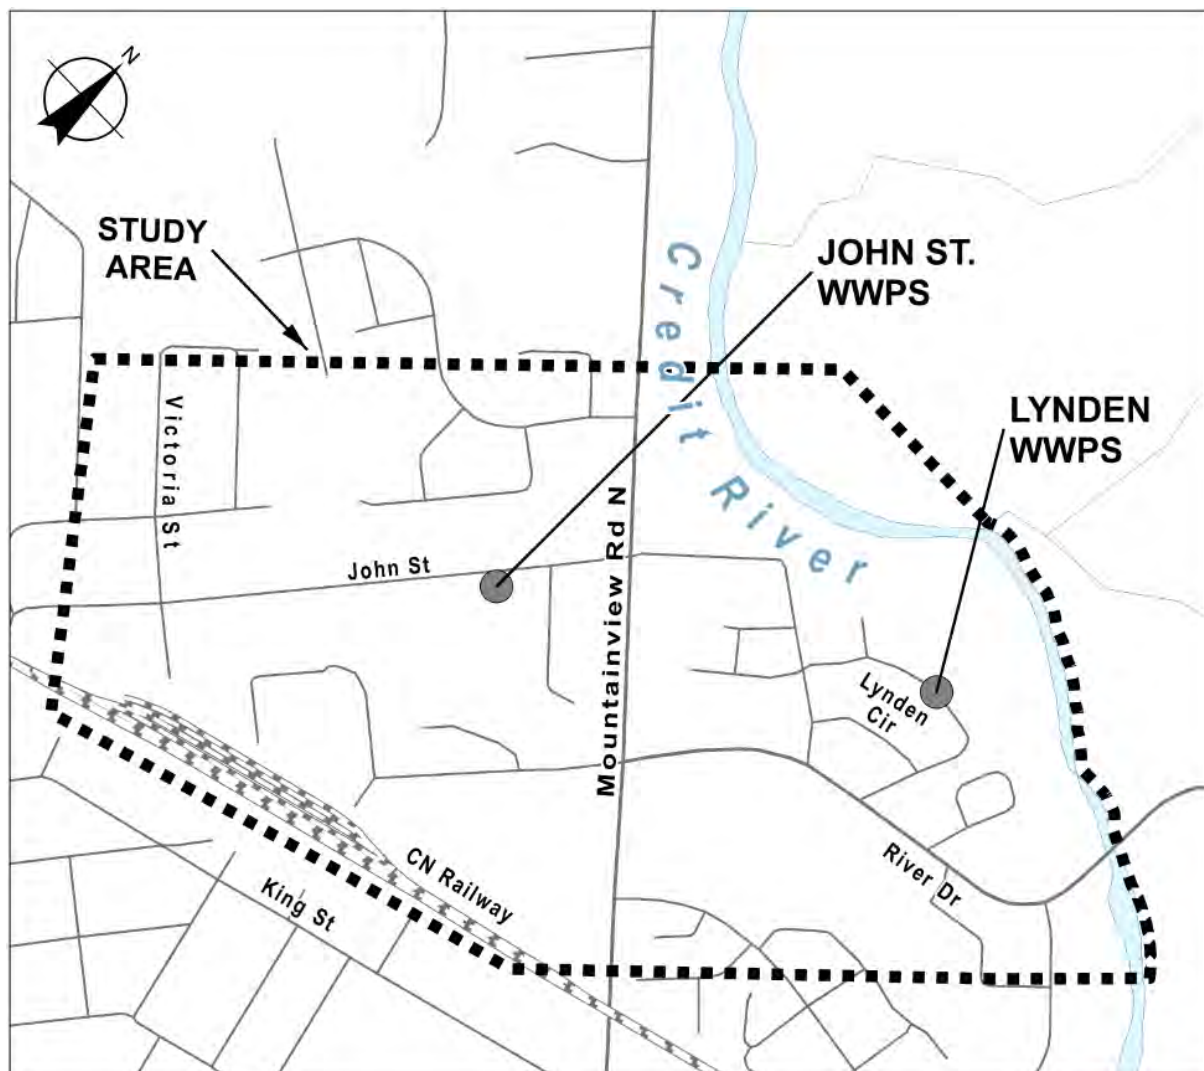 N
STUDY
AREA
JOHN ST.
WWPS
Credit River
LYNDEN
WWPS
Victoria St
John St
Mountainview Rd N
Lynden
Cir
River Dr
CN Railway
King St